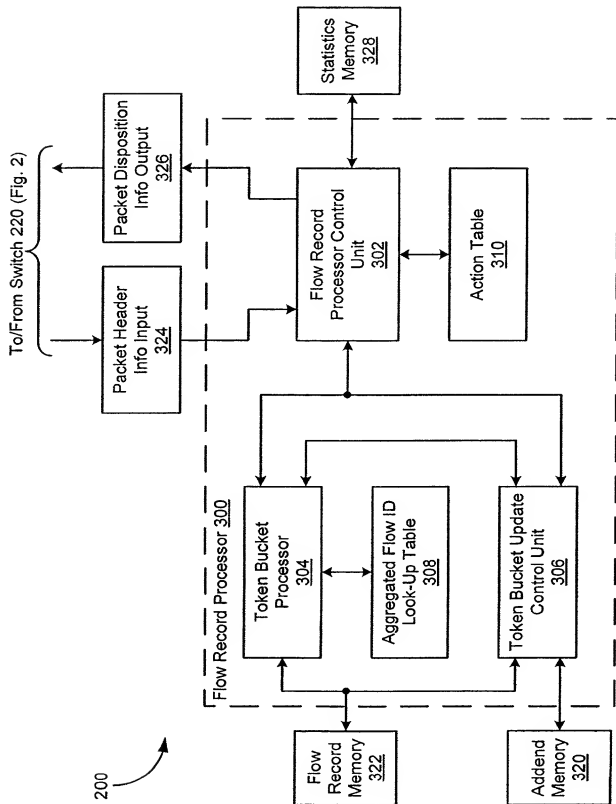 200
To/From Switch 220 (Fig. 2)
Packet Header
Info Input
324
Packet Disposition
Info Output
326
Flow Record Processor 300
Flow
Record Memory
322
Token Bucket
Processor
304
Flow Record
Processor Control
Unit
302
Statistics
Memory
328
Aggregated Flow ID
Look-Up Table
308
Action Table
310
Addend Memory
320
Token Bucket Update
Control Unit
306